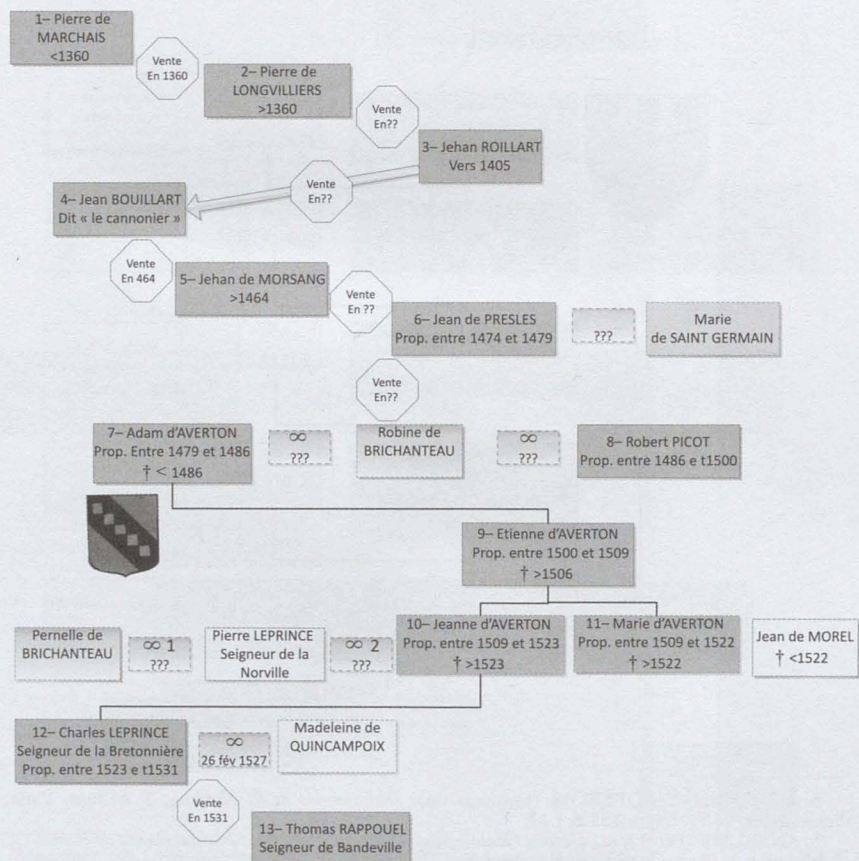 1– Pierre de
MARCHAIS
<1360
Vente
En 1360
2– Pierre de
LONGVILLIERS
>1360
Vente
En??
3– Jehan ROILLART
Vers 1405
Vente
En??
4– Jean BOUILLART
Dit « le cannonier »
Vente
En 464
5– Jehan de MORSANG
>1464
Vente
En ??
6– Jean de PRESLES
Prop. entre 1474 et 1479
???
Marie
de SAINT GERMAIN
Vente
En??
7– Adam d'AVERTON
Prop. Entre 1479 et 1486
† < 1486
∞
???
Robine de
BRICHANTEAU
∞
???
8– Robert PICOT
Prop. entre 1486 e t1500
9– Etienne d'AVERTON
Prop. entre 1500 et 1509
† >1506
Pernelle de
BRICHANTEAU
∞ 1
???
Pierre LEPRINCE
Seigneur de la
Norville
∞ 2
???
10– Jeanne d'AVERTON
Prop. entre 1509 et 1523
† >1523
11– Marie d'AVERTON
Prop. entre 1509 et 1522
† >1522
Jean de MOREL
† <1522
12– Charles LEPRINCE
Seigneur de la Bretonnière
Prop. entre 1523 e t1531
∞
26 fév 1527
Madeleine de
QUINCAMPOIX
Vente
En 1531
13– Thomas RAPPOUEL
Seigneur de Bandeville